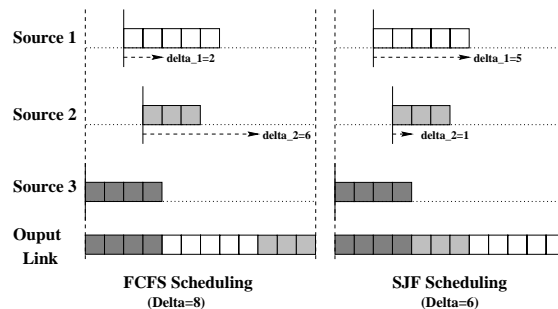 Source 1
delta_1=2
delta_1=5
Source 2
delta_2=6
delta_2=1
Source 3
Ouput
Link
FCFS Scheduling
SJF Scheduling
(Delta=8)
(Delta=6)